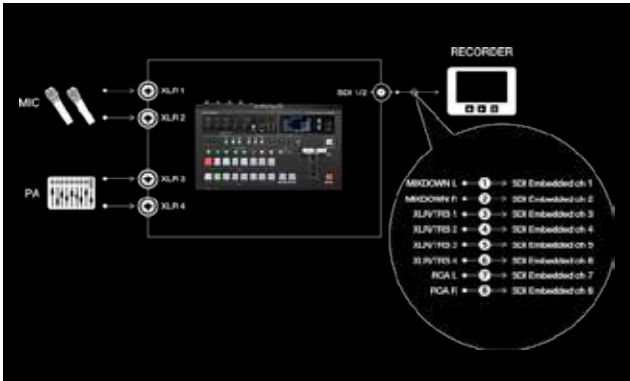 RECORDER
MIC
XLR 1
XLR 2
SDI 1/2
PA
XLR 3
XLR 4
MIXDOWN L 1 SDI Embedded ch 1
MIXDOWN R 2 SDI Embedded ch 2
XLR/TRS 1 3 SDI Embedded ch 3
XLR/TRS 2 4 SDI Embedded ch 4
XLR/TRS 3 5 SDI Embedded ch 5
XLR/TRS 4 6 SDI Embedded ch 6
RCA L 7 SDI Embedded ch 7
RCA R 8 SDI Embedded ch 8